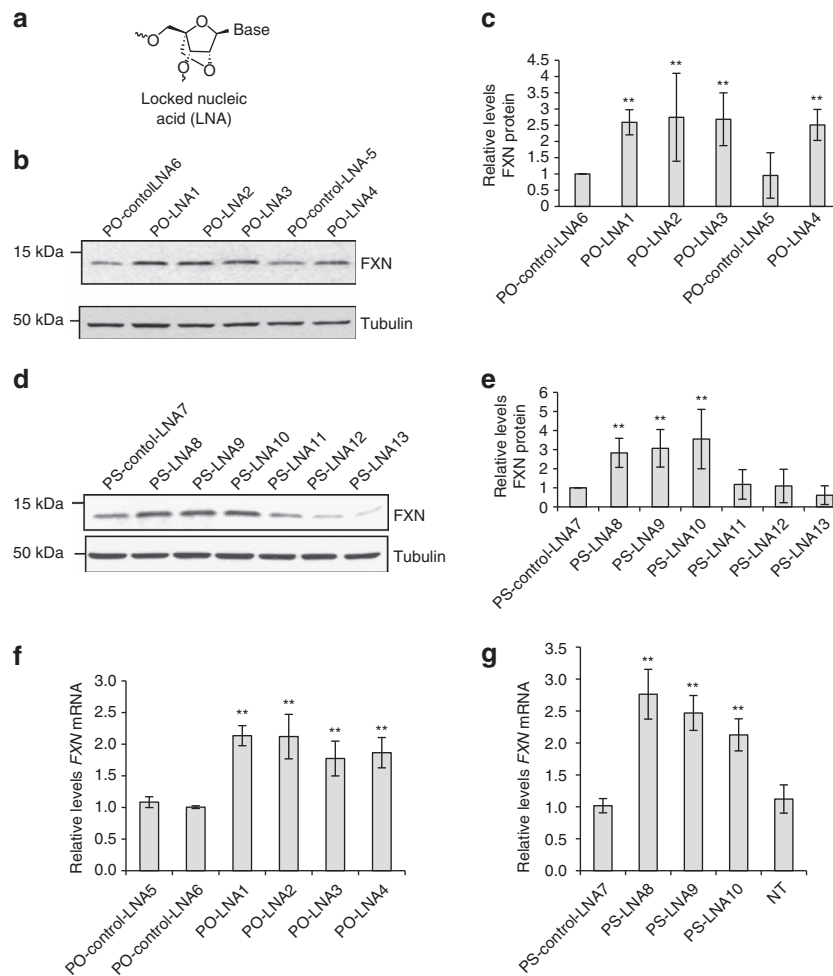 a
O
Base
O
O
O
Locked nucleic
acid (LNA)
b
PO-contolLNA6
PO-LNA1
PO-LNA2
PO-LNA3
PO-control-LNA-5
PO-LNA4
15 kDa
FXN
50 kDa
Tubulin
c
Relative levels
FXN protein
4.5
4
3.5
3
2.5
2
1.5
1
0.5
0
**
**
**
**
PO-control-LNA6
PO-LNA1
PO-LNA2
PO-LNA3
PO-control-LNA5
PO-LNA4
d
PS-contol-LNA7
PS-LNA8
PS-LNA9
PS-LNA10
PS-LNA11
PS-LNA12
PS-LNA13
15 kDa
FXN
50 kDa
Tubulin
e
Relative levels
FXN protein
6
5
4
3
2
1
0
**
**
**
PS-control-LNA7
PS-LNA8
PS-LNA9
PS-LNA10
PS-LNA11
PS-LNA12
PS-LNA13
f
Relative levels FXN mRNA
3.0
2.5
2.0
1.5
1.0
0.5
0.0
**
**
**
**
PO-control-LNA5
PO-control-LNA6
PO-LNA1
PO-LNA2
PO-LNA3
PO-LNA4
g
Relative levels FXN mRNA
3.5
3.0
2.5
2.0
1.5
1.0
0.5
0.0
**
**
**
PS-control-LNA7
PS-LNA8
PS-LNA9
PS-LNA10
NT